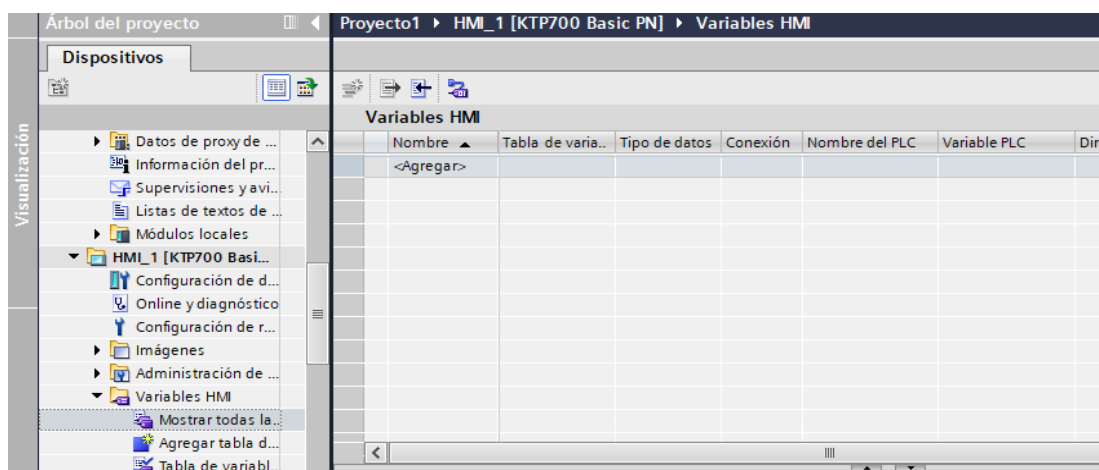 Árbol del proyecto
Proyecto1 ▸ HMI_1 [KTP700 Basic PN] ▸ Variables HMI
Dispositivos
Visualización
Variables HMI
Nombre Tabla de varia.. Tipo de datos Conexión Nombre del PLC Variable PLC Dir
<Agregar>
Datos de proxy de ...
Información del pr...
Supervisiones y avi...
Listas de textos de ...
Módulos locales
HMI_1 [KTP700 Basi...
Configuración de d...
Online y diagnóstico
Configuración de r...
Imágenes
Administración de ...
Variables HMI
Mostrar todas la..
Agregar tabla d...
Tabla de variabl...